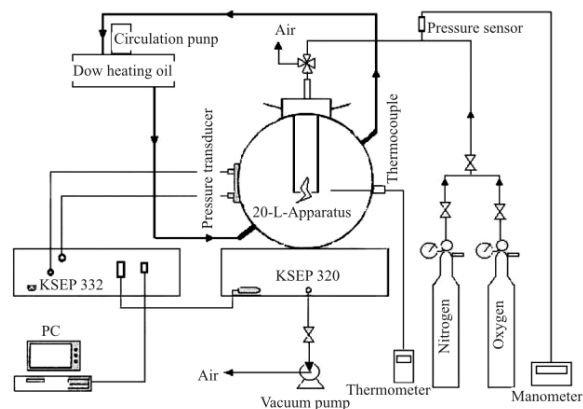 Circulation pump
Dow heating oil
Air
Pressure sensor
Pressure transducer
Thermocouple
20-L-Apparatus
KSEP 332
KSEP 320
Nitrogen
Oxygen
PC
Air
Vacuum pump
Thermometer
Manometer